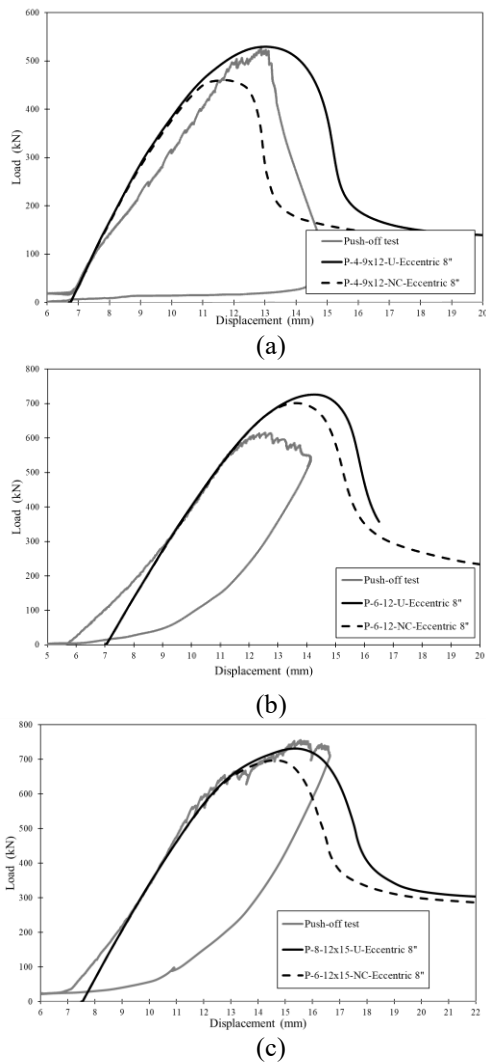 600
500
400
300
200
100
0
Load (kN)
6 7 8 9 10 11 12 13 14 15 16 17 18 19 20
Displacement (mm)
Push-off test
P-4-9x12-U-Eccentric 8"
P-4-9x12-NC-Eccentric 8"
(a)
800
700
600
500
400
300
200
100
0
Load (kN)
5 6 7 8 9 10 11 12 13 14 15 16 17 18 19 20
Displacement (mm)
Push-off test
P-6-12-U-Eccentric 8"
P-6-12-NC-Eccentric 8"
(b)
800
700
600
500
400
300
200
100
0
Load (kN)
6 7 8 9 10 11 12 13 14 15 16 17 18 19 20 21 22
Displacement (mm)
Push-off test
P-8-12x15-U-Eccentric 8"
P-6-12x15-NC-Eccentric 8"
(c)